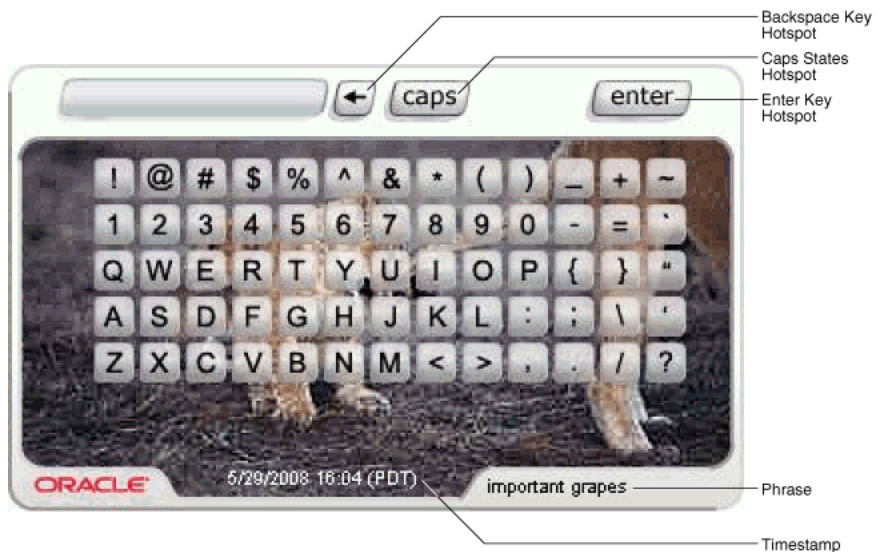 Backspace Key
Hotspot
Caps States
Hotspot
Enter Key
Hotspot
← caps enter
! @ # $ % ^ & * ( ) _ + ~
1 2 3 4 5 6 7 8 9 0 - = `
Q W E R T Y U I O P { } "
A S D F G H J K L : ; \ '
Z X C V B N M < > , . / ?
ORACLE
5/29/2008 16:04 (PDT)
important grapes
Phrase
Timestamp